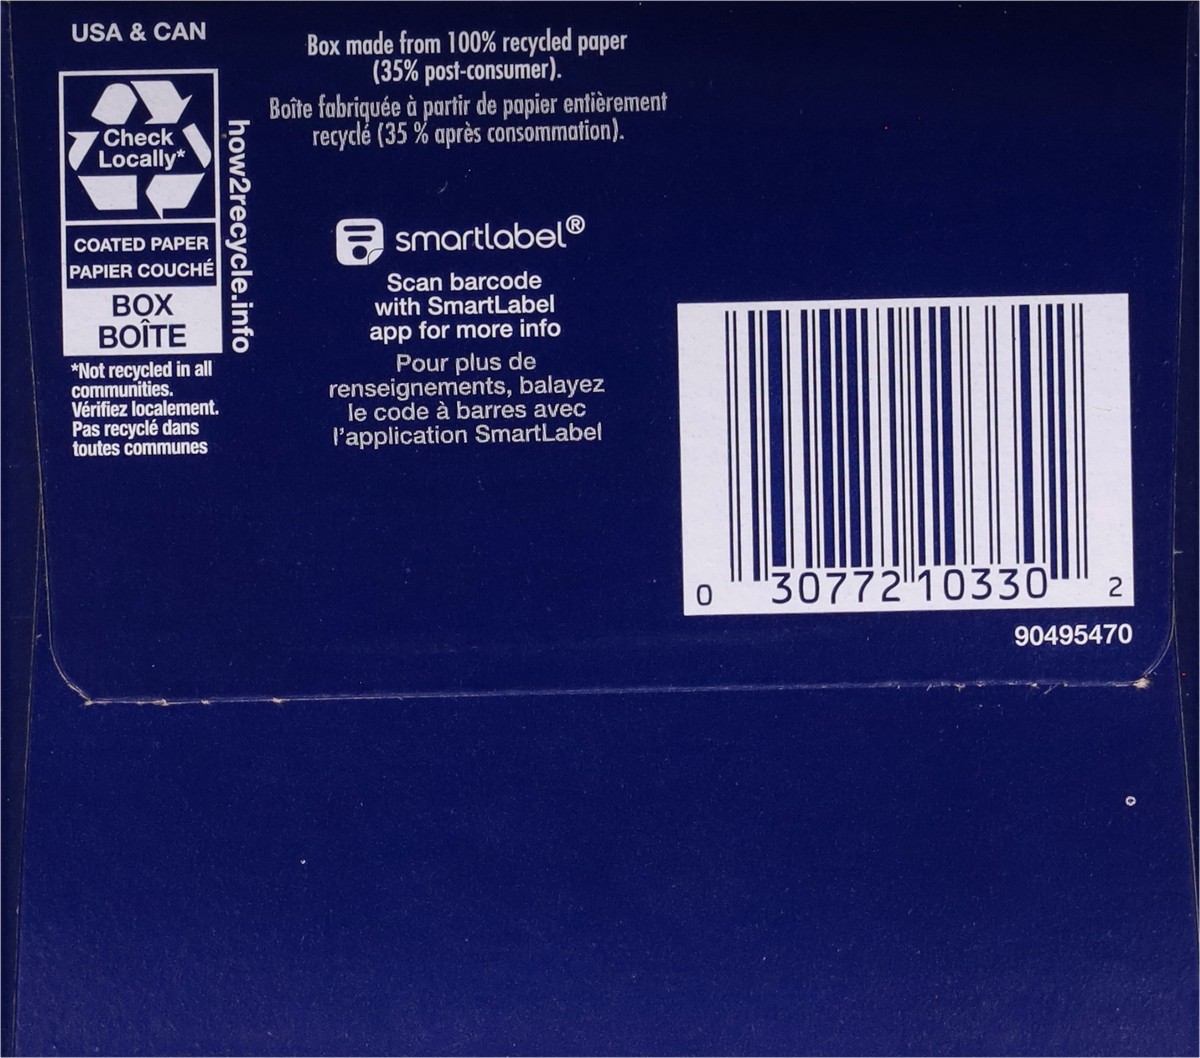 USA & CAN
Check
Locally*
COATED PAPER
PAPIER COUCHÉ
BOX
BOÎTE
how2recycle.info
*Not recycled in all
communities.
Vérifiez localement.
Pas recyclé dans
toutes communes
Box made from 100% recycled paper
(35% post-consumer).
Boîte fabriquée à partir de papier entièrement
recyclé (35 % après consommation).
smartlabel®
Scan barcode
with SmartLabel
app for more info
Pour plus de
renseignements, balayez
le code à barres avec
l'application SmartLabel
0 30772 10330 2
90495470